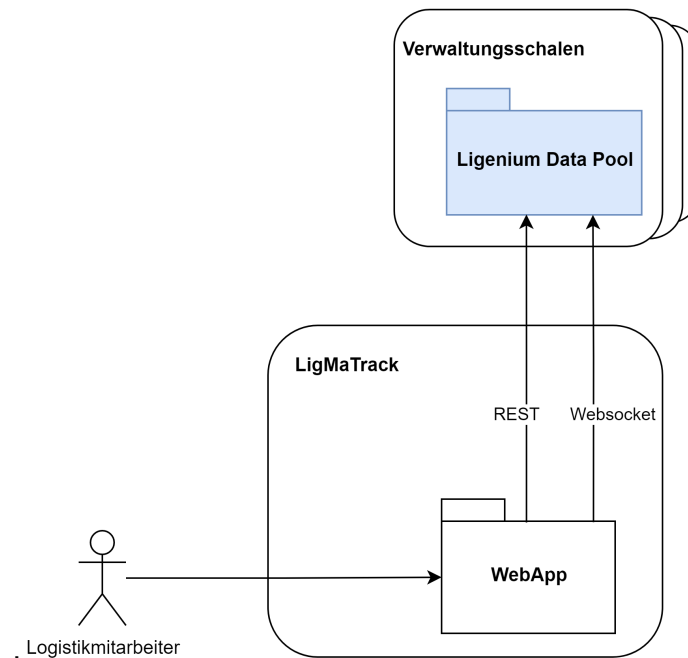 Verwaltungsschalen
Ligenium Data Pool
LigMaTrack
REST
Websocket
WebApp
Logistikmitarbeiter